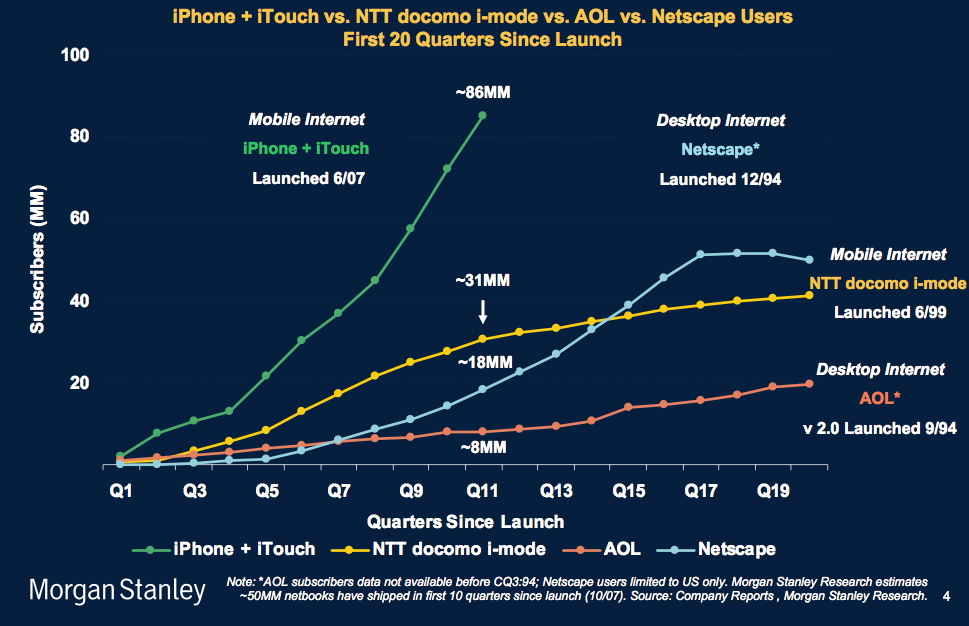 iPhone + iTouch vs. NTT docomo i-mode vs. AOL vs. Netscape Users
First 20 Quarters Since Launch
Subscribers (MM)
100
80
60
40
20
Mobile Internet
iPhone + iTouch
Launched 6/07
~86MM
Desktop Internet
Netscape*
Launched 12/94
~31MM
~18MM
~8MM
Mobile Internet
NTT docomo i-mode
Launched 6/99
Desktop Internet
AOL*
v 2.0 Launched 9/94
Q1 Q3 Q5 Q7 Q9 Q11 Q13 Q15 Q17 Q19
Quarters Since Launch
iPhone + iTouch NTT docomo i-mode AOL Netscape
Morgan Stanley
Note: *AOL subscribers data not available before CQ3:94; Netscape users limited to US only. Morgan Stanley Research estimates
~50MM netbooks have shipped in first 10 quarters since launch (10/07). Source: Company Reports , Morgan Stanley Research.
4